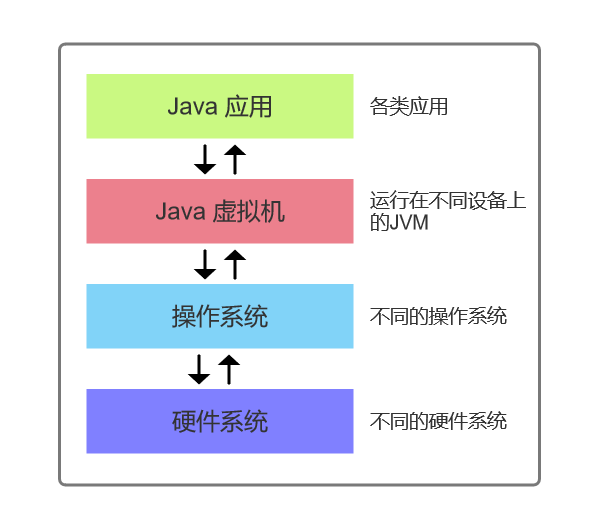 Java 应用
各类应用
Java 虚拟机
运行在不同设备上
的JVM
操作系统
不同的操作系统
硬件系统
不同的硬件系统